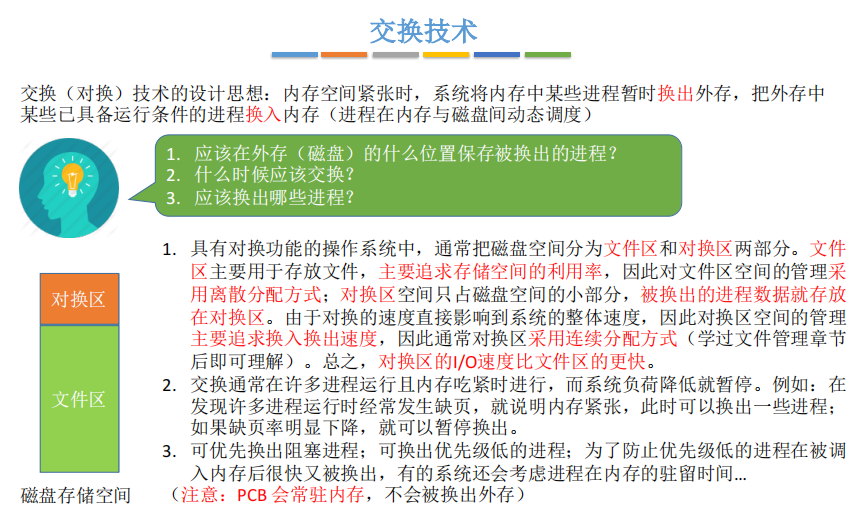 交换技术
交换（对换）技术的设计思想：内存空间紧张时，系统将内存中某些进程暂时换出外存，把外存中
某些已具备运行条件的进程换入内存（进程在内存与磁盘间动态调度）
1. 应该在外存（磁盘）的什么位置保存被换出的进程？
2. 什么时候应该交换？
3. 应该换出哪些进程？
1. 具有对换功能的操作系统中，通常把磁盘空间分为文件区和对换区两部分。文件
区主要用于存放文件，主要追求存储空间的利用率，因此对文件区空间的管理采
用离散分配方式；对换区空间只占磁盘空间的小部分，被换出的进程数据就存放
在对换区。由于对换的速度直接影响到系统的整体速度，因此对换区空间的管理
主要追求换入换出速度，因此通常对换区采用连续分配方式（学过文件管理章节
后即可理解）。总之，对换区的I/O速度比文件区的更快。
2. 交换通常在许多进程运行且内存吃紧时进行，而系统负荷降低就暂停。例如：在
发现许多进程运行时经常发生缺页，就说明内存紧张，此时可以换出一些进程；
如果缺页率明显下降，就可以暂停换出。
3. 可优先换出阻塞进程；可换出优先级低的进程；为了防止优先级低的进程在被调
入内存后很快又被换出，有的系统还会考虑进程在内存的驻留时间…
（注意：PCB 会常驻内存，不会被换出外存）
对换区
文件区
磁盘存储空间